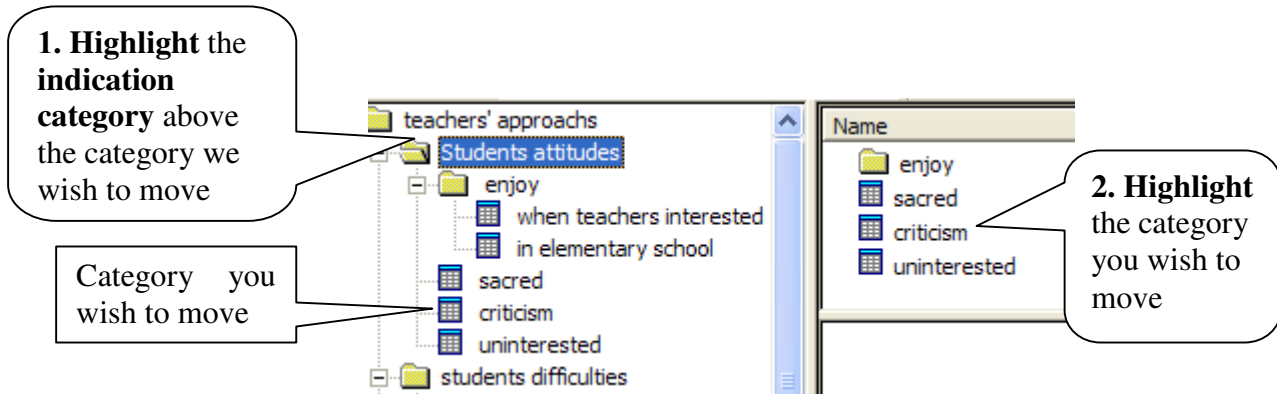 1. Highlight the
indication
category above
the category we
wish to move
Category you
wish to move
teachers' approachs
Students attitudes
enjoy
when teachers interested
in elementary school
sacred
criticism
uninterested
students difficulties
Name
enjoy
sacred
criticism
uninterested
2. Highlight
the category
you wish to
move